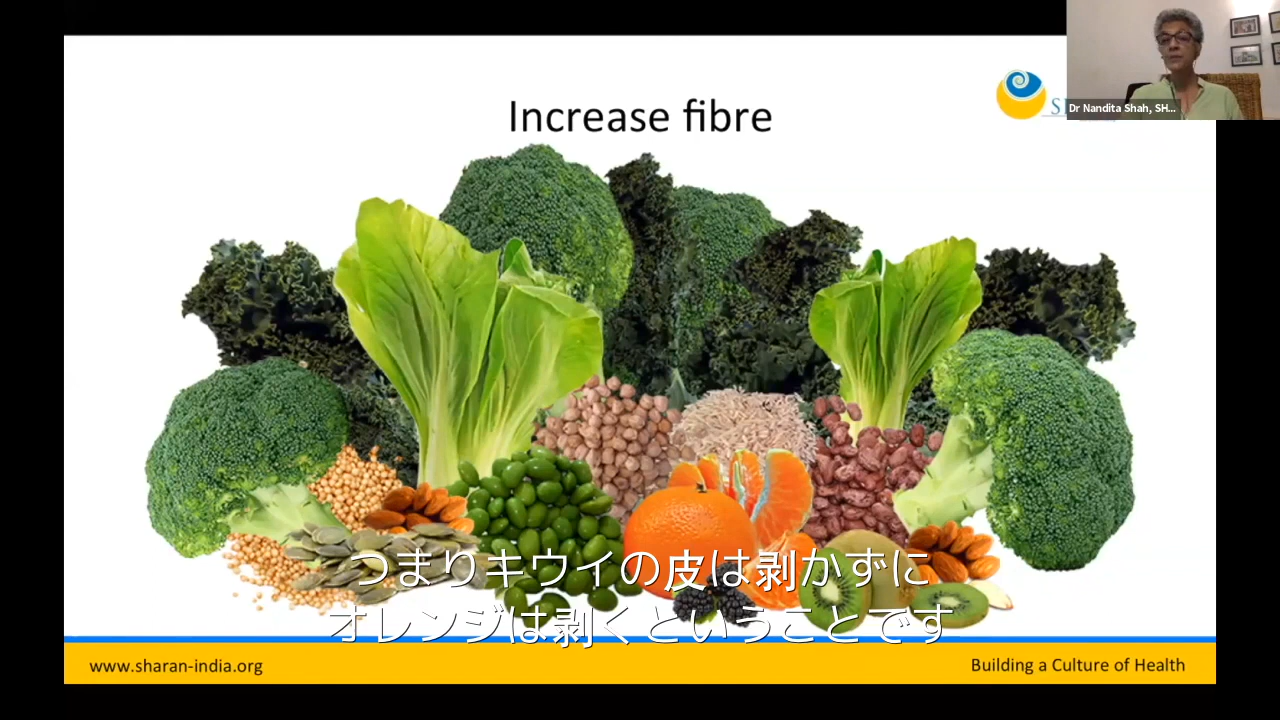 Increase fibre
Dr Nandita Shah, SH...
つまりキウイの皮は剥かずに
オレンジは剥くということです
www.sharan-india.org
Building a Culture of Health